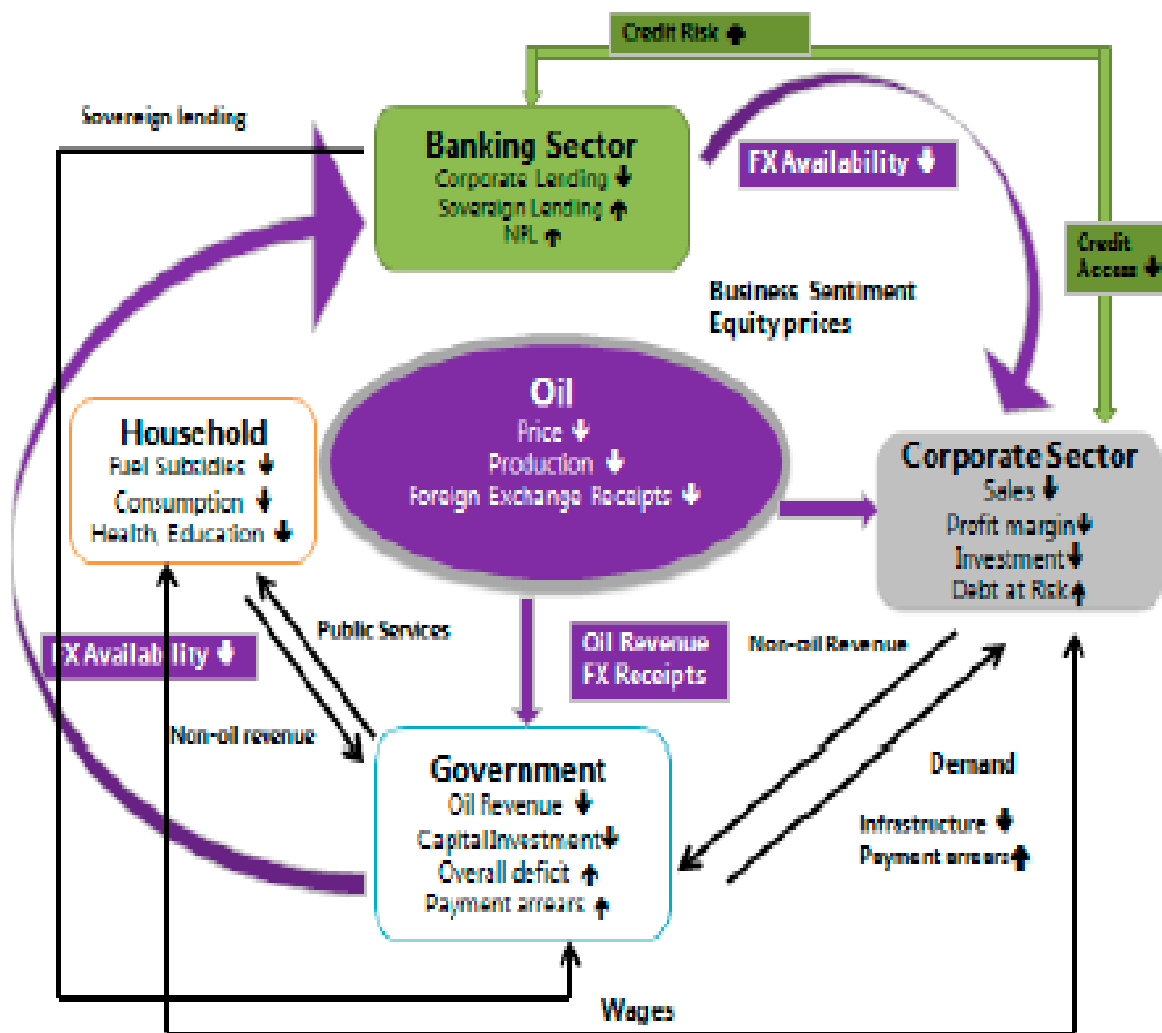 Credit Risk
Sovereign lending
Banking Sector
Corporate Lending
Sovereign Lending
NPL
FX Availability
Credit
Access
Business Sentiment
Equity prices
Oil
Price
Production
Foreign Exchange Receipts
Household
Fuel Subsidies
Consumption
Health, Education
Corporate Sector
Sales
Profit margin
Investment
Debt at Risk
Public Services
FX Availability
Oil Revenue
FX Receipts
Non-oil Revenue
Non-oil revenue
Government
Oil Revenue
Capital Investment
Overall deficit
Payment arrears
Demand
Infrastructure
Payment arrears
Wages